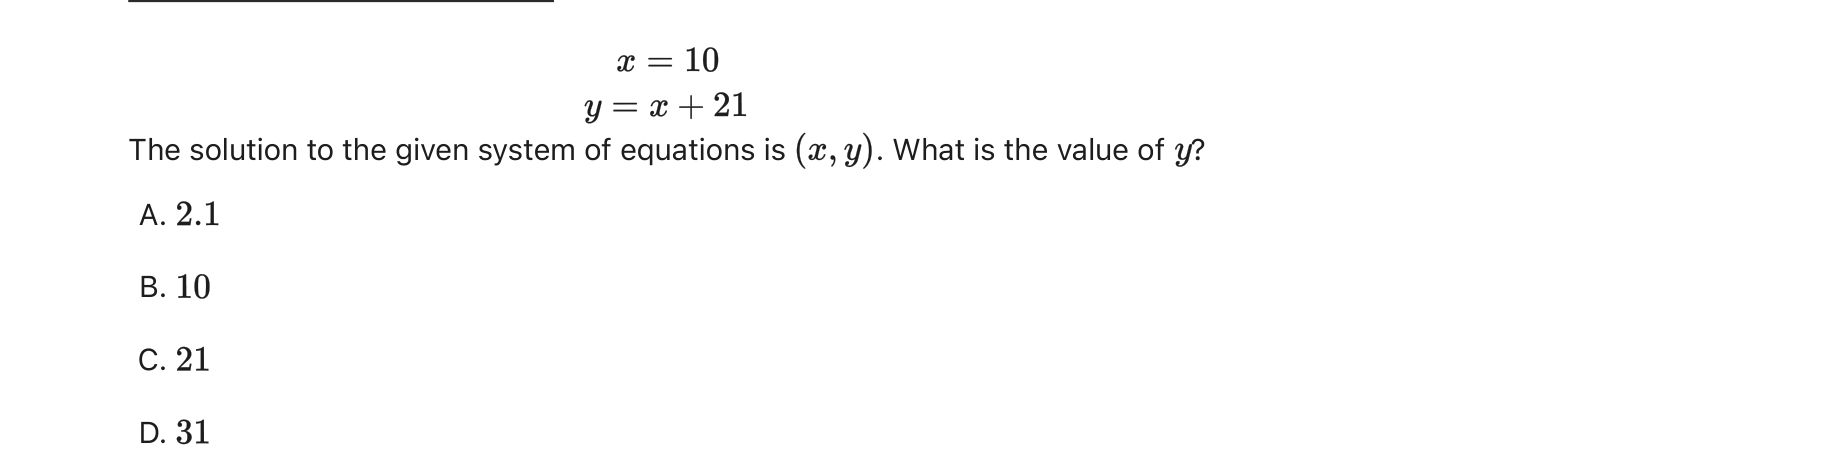 x = 10
y = x + 21
The solution to the given system of equations is (x, y). What is the value of y?
A. 2.1
B. 10
C. 21
D. 31